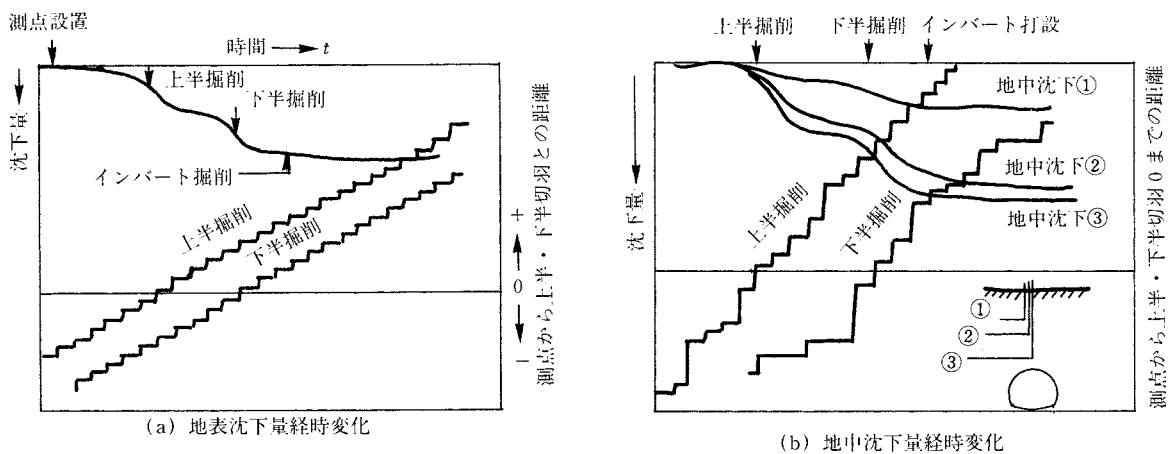 測点設置
時間 → t
沈下量
上半掘削
下半掘削
インバート掘削
上半掘削
下半掘削
測点から上半・下半切羽との距離
+
0
−
(a) 地表沈下量経時変化
上半掘削
下半掘削
インバート打設
沈下量
地中沈下①
地中沈下②
地中沈下③
上半掘削
下半掘削
①
②
③
測点から上半・下半切羽0までの距離
(b) 地中沈下量経時変化